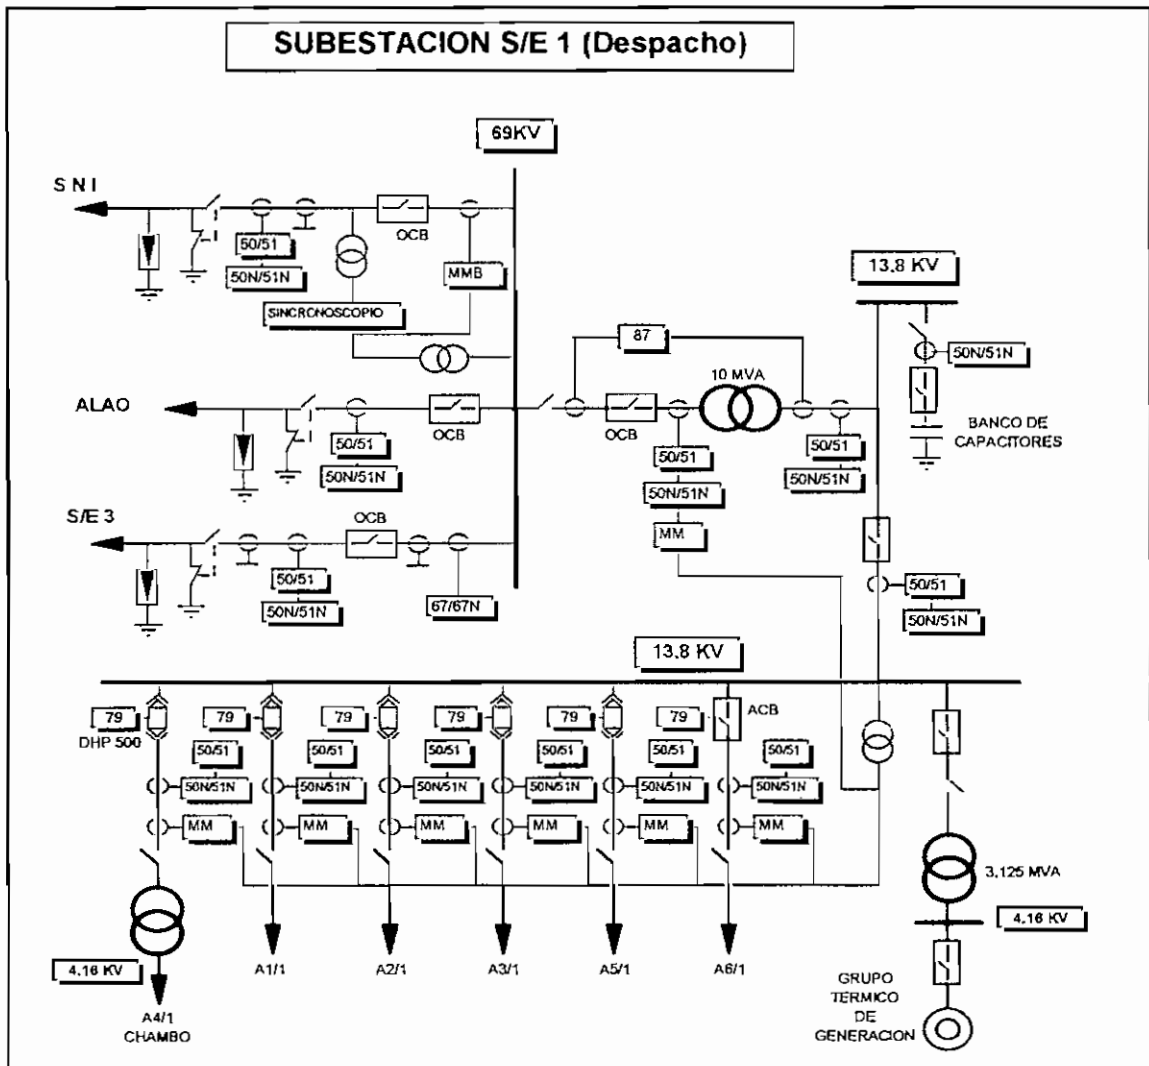 SUBESTACION S/E 1 (Despacho)
69KV
S N I
OCB
50/51
50N/51N
MMB
SINCRONOSCOPIO
13,8 KV
87
50N/51N
10 MVA
ALAO
OCB
OCB
BANCO DE
CAPACITORES
50/51
50N/51N
50/51
50N/51N
MM
50/51
50N/51N
S/E 3
OCB
50/51
50N/51N
67/67N
50/51
50N/51N
13,8 KV
79
79
79
79
79
79
ACB
DHP 500
50/51
50/51
50/51
50/51
50/51
50/51
50N/51N
50N/51N
50N/51N
50N/51N
50N/51N
50N/51N
MM
MM
MM
MM
MM
MM
3,125 MVA
4,16 KV
4,16 KV
A1/1
A2/1
A3/1
A5/1
A6/1
A4/1
CHAMBO
GRUPO
TERMICO
DE
GENERACION